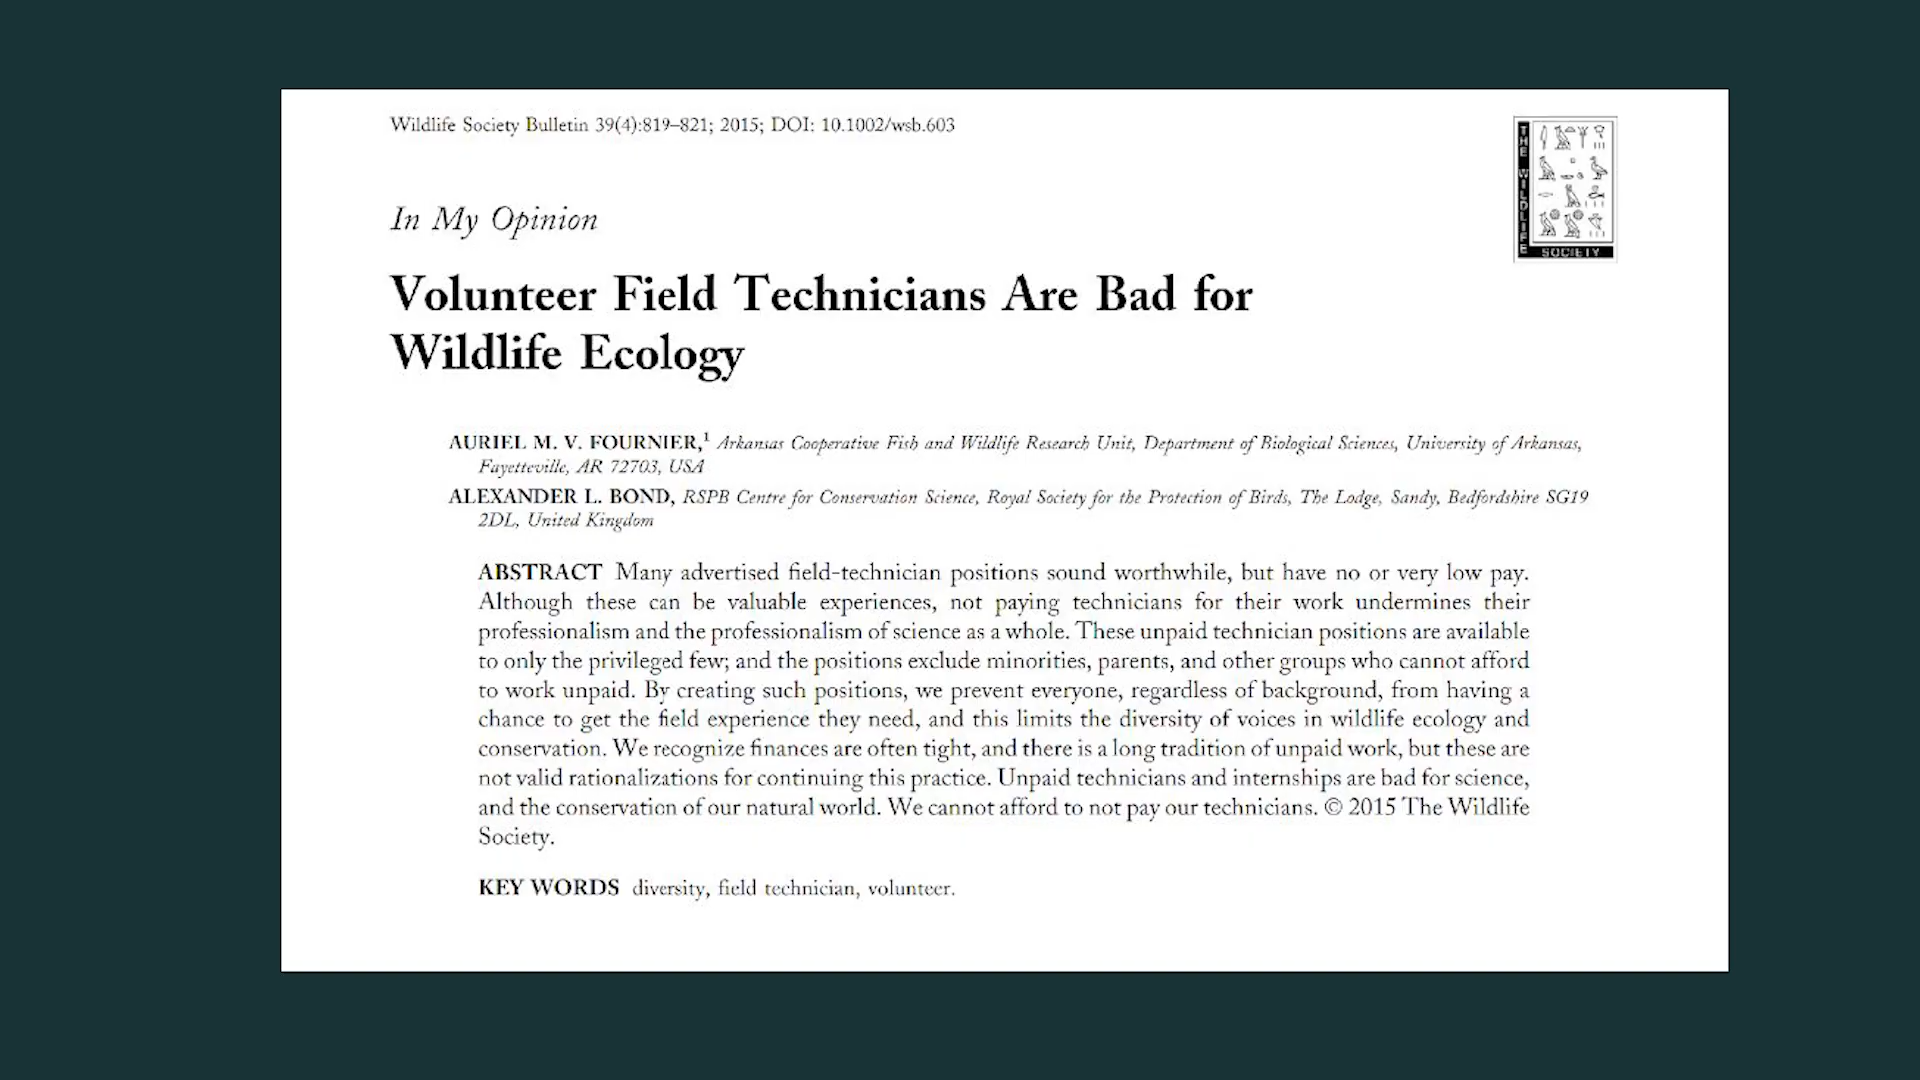 Wildlife Society Bulletin 39(4):819–821; 2015; DOI: 10.1002/wsb.603
THE WILDLIFE
SOCIETY
In My Opinion
Volunteer Field Technicians Are Bad for
Wildlife Ecology
AURIEL M. V. FOURNIER,¹ Arkansas Cooperative Fish and Wildlife Research Unit, Department of Biological Sciences, University of Arkansas,
Fayetteville, AR 72703, USA
ALEXANDER L. BOND, RSPB Centre for Conservation Science, Royal Society for the Protection of Birds, The Lodge, Sandy, Bedfordshire SG19
2DL, United Kingdom
ABSTRACT Many advertised field-technician positions sound worthwhile, but have no or very low pay.
Although these can be valuable experiences, not paying technicians for their work undermines their
professionalism and the professionalism of science as a whole. These unpaid technician positions are available
to only the privileged few; and the positions exclude minorities, parents, and other groups who cannot afford
to work unpaid. By creating such positions, we prevent everyone, regardless of background, from having a
chance to get the field experience they need, and this limits the diversity of voices in wildlife ecology and
conservation. We recognize finances are often tight, and there is a long tradition of unpaid work, but these are
not valid rationalizations for continuing this practice. Unpaid technicians and internships are bad for science,
and the conservation of our natural world. We cannot afford to not pay our technicians. © 2015 The Wildlife
Society.
KEY WORDS diversity, field technician, volunteer.